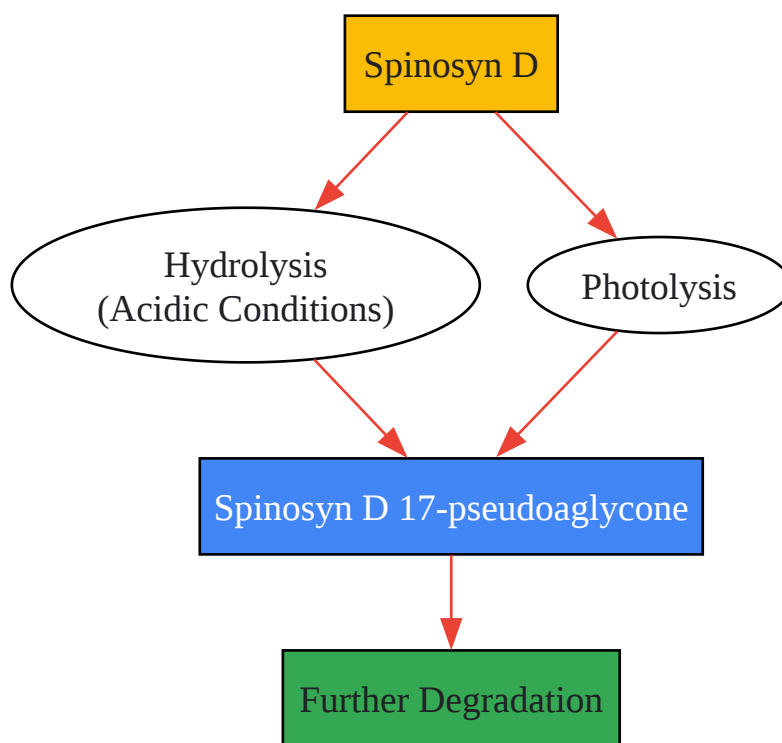 Spinosyn D
Hydrolysis
(Acidic Conditions)
Photolysis
Spinosyn D 17-pseudoaglycone
Further Degradation